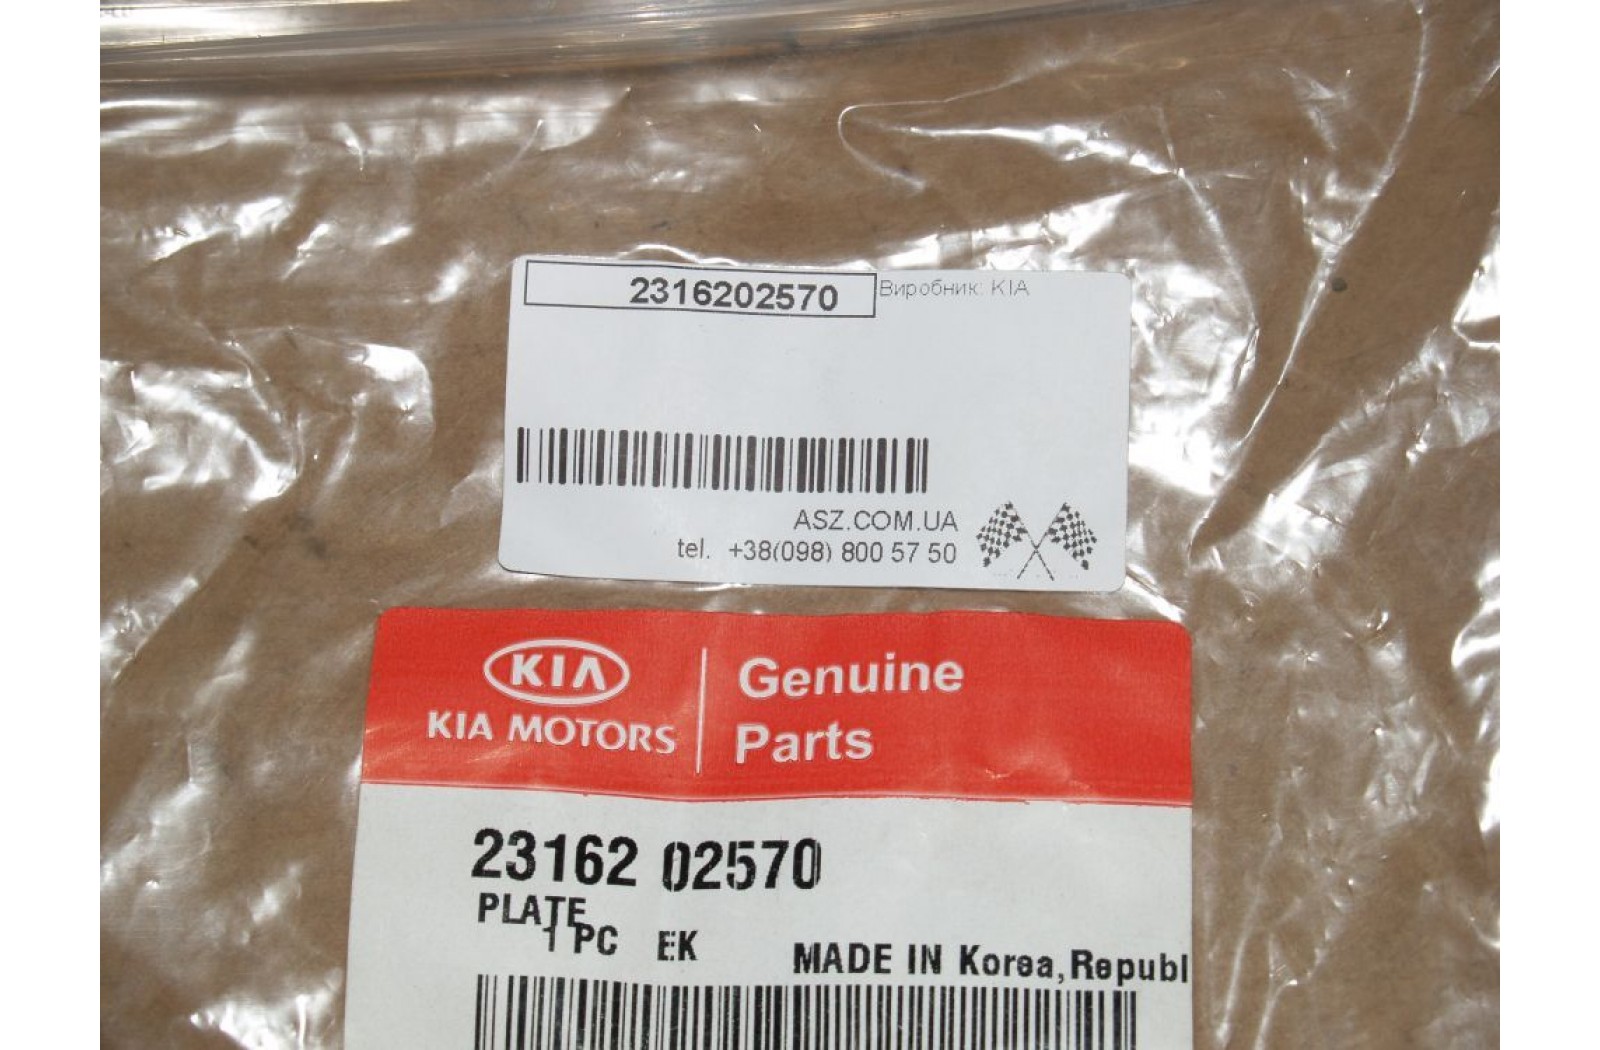 2316202570
Виробник: KIA
ASZ.COM.UA
tel. +38(098) 800 57 50
KIA
KIA MOTORS
Genuine
Parts
23162 02570
PLATE
1 PC EK
MADE IN Korea,Republ